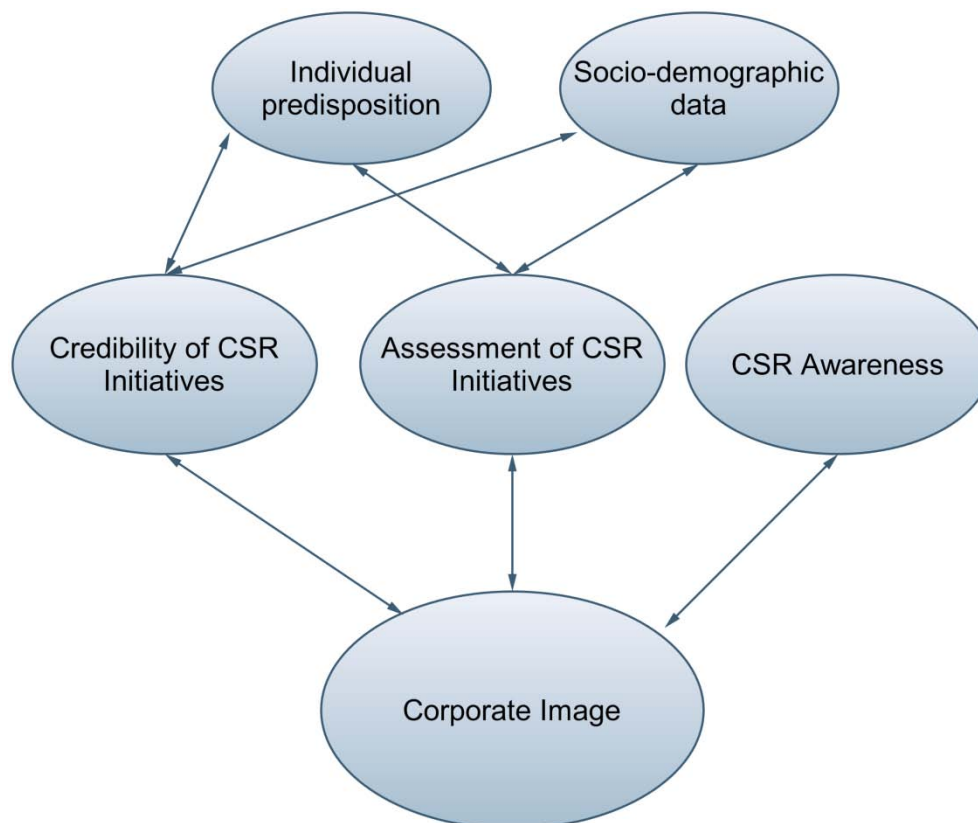 Individual
predisposition
Socio-demographic
data
Credibility of CSR
Initiatives
Assessment of CSR
Initiatives
CSR Awareness
Corporate Image